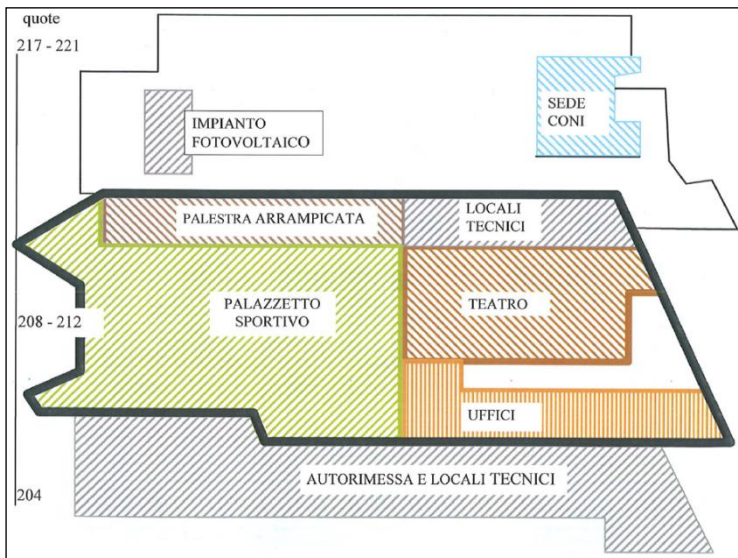 quote
217 - 221
IMPIANTO
FOTOVOLTAICO
SEDE
CONI
PALESTRA ARRAMPICATA
LOCALI
TECNICI
PALAZZETTO
SPORTIVO
TEATRO
208 - 212
UFFICI
AUTORIMESSA E LOCALI TECNICI
204